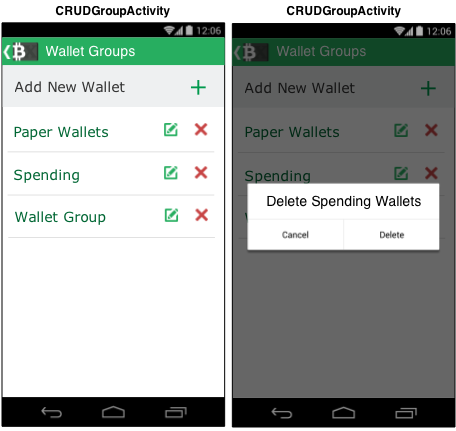 CRUDGroupActivity
12:06
Wallet Groups
Add New Wallet
Paper Wallets
Spending
Wallet Group
CRUDGroupActivity
12:06
Wallet Groups
Add New Wallet
Paper Wallets
Spending
Delete Spending Wallets
Cancel
Delete